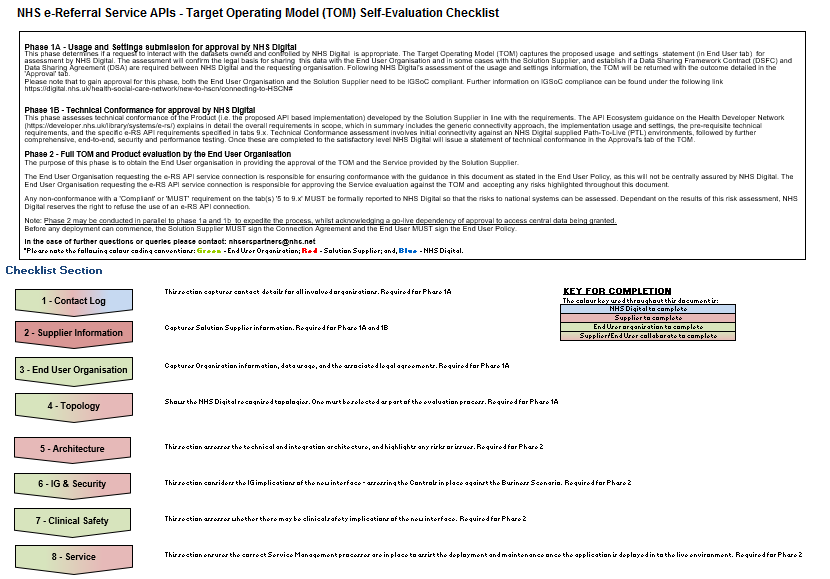 NHS e-Referral Service APIs - Target Operating Model (TOM) Self-Evaluation Checklist
Phase 1A - Usage and Settings submission for approval by NHS Digital
This phase determines if a request to interact with the datasets owned and controlled by NHS Digital is appropriate. The Target Operating Model (TOM) captures the proposed usage and settings statement (in End User tab) for
assessment by NHS Digital. The assessment will confirm the legal basis for sharing this data with the End User Organisation and in some cases with the Solution Supplier, and establish if a Data Sharing Framework Contract (DSFC) and
Data Sharing Agreement (DSA) are required between NHS Digital and the requesting organisation. Following NHS Digital's assessment of the usage and settings information, the TOM will be returned with the outcome detailed in the
'Approval' tab.
Please note that to gain approval for this phase, both the End User Organisation and the Solution Supplier need to be IGSoC compliant. Further information on IGSoC compliance can be found under the following link
https://digital.nhs.uk/health-social-care-network/new-to-hscn/connecting-to-HSCN#
Phase 1B - Technical Conformance for approval by NHS Digital
This phase assesses technical conformance of the Product (i.e. the proposed API based implementation) developed by the Solution Supplier in line with the requirements. The API Ecosystem guidance on the Health Developer Network
(https://developer.nhs.uk/library/systems/e-rs/) explains in detail the overall requirements in scope, which in summary includes the generic connectivity approach, the implementation usage and settings, the pre-requisite technical
requirements, and the specific e-RS API requirements specified in tabs 9.x. Technical Conformance assessment involves initial connectivity against an NHS Digital supplied Path-To-Live (PTL) environments, followed by further
comprehensive, end-to-end, security and performance testing. Once these are completed to the satisfactory level NHS Digital will issue a statement of technical conformance in the Approval's tab of the TOM.
Phase 2 - Full TOM and Product evaluation by the End User Organisation
The purpose of this phase is to obtain the End User organisation in providing the approval of the TOM and the Service provided by the Solution Supplier.
The End User Organisation requesting the e-RS API service connection is responsible for ensuring conformance with the guidance in this document as stated in the End User Policy, as this will not be centrally assured by NHS Digital. The
End User Organisation requesting the e-RS API service connection is responsible for approving the Service evaluation against the TOM and accepting any risks highlighted throughout this document.
Any non-conformance with a 'Compliant' or 'MUST' requirement on the tab(s) '5 to 9.x' MUST be formally reported to NHS Digital so that the risks to national systems can be assessed. Dependant on the results of this risk assessment, NHS
Digital reserves the right to refuse the use of an e-RS API connection.
Note: Phase 2 may be conducted in parallel to phase 1a and 1b to expedite the process, whilst acknowledging a go-live dependency of approval to access central data being granted.
Before any deployment can commence, the Solution Supplier MUST sign the Connection Agreement and the End User MUST sign the End User Policy.
In the case of further questions or queries please contact: nhserspartners@nhs.net
*Please note the following colour coding conventions: Green - End User Organisation; Red - Solution Supplier; and, Blue - NHS Digital.
Checklist Section
KEY FOR COMPLETION
The colour key used throughout this document is:
NHS Digital to complete
Supplier to complete
End User organisation to complete
Supplier/End User collaborate to complete
1 - Contact Log
This section captures contact details for all involved organisations. Required for Phase 1A
2 - Supplier Information
Captures Solution Supplier information. Required for Phase 1A and 1B
3 - End User Organisation
Captures Organisation information, data usage, and the associated legal agreements. Required for Phase 1A
4 - Topology
Shows the NHS Digital recognised topologies. One must be selected as part of the evaluation process. Required for Phase 1A
5 - Architecture
This section assesses the technical and integration architecture, and highlights any risks or issues. Required for Phase 2
6 - IG & Security
This section considers the IG implications of the new interface - assessing the Controls in place against the Business Scenario. Required for Phase 2
7 - Clinical Safety
This section assesses whether there may be clinical safety implications of the new interface. Required for Phase 2
8 - Service
This section ensures the correct Service Management processes are in place to assist the deployment and maintenance once the application is deployed into the live environment. Required for Phase 2